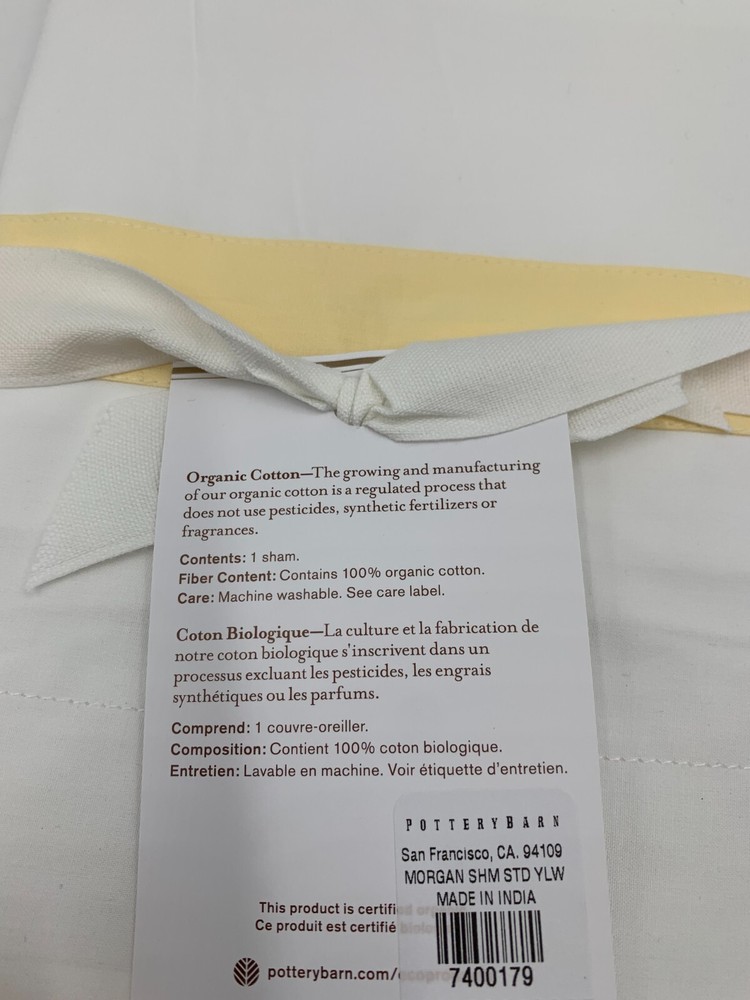 Organic Cotton—The growing and manufacturing
of our organic cotton is a regulated process that
does not use pesticides, synthetic fertilizers or
fragrances.
Contents: 1 sham.
Fiber Content: Contains 100% organic cotton.
Care: Machine washable. See care label.
Coton Biologique—La culture et la fabrication de
notre coton biologique s'inscrivent dans un
processus excluant les pesticides, les engrais
synthétiques ou les parfums.
Comprend: 1 couvre-oreiller.
Composition: Contient 100% coton biologique.
Entretien: Lavable en machine. Voir étiquette d'entretien.
POTTERYBARN
San Francisco, CA. 94109
MORGAN SHM STD YLW
MADE IN INDIA
7400179
This product is certified
Ce produit est certifié
potterybarn.com/